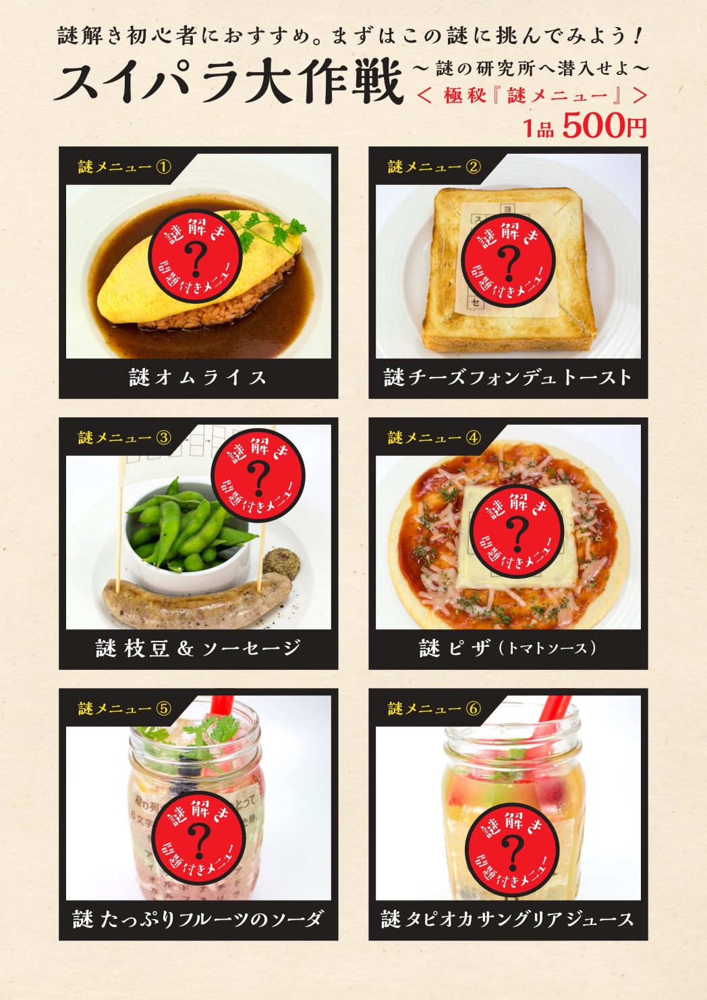 謎解き初心者におすすめ。まずはこの謎に挑んでみよう！
スイパラ大作戦 ～謎の研究所へ潜入せよ～
＜ 極秘『謎メニュー』＞
1品 500円
謎メニュー①
謎解き
?
問題付きメニュー
謎オムライス
謎メニュー②
ヨ
ス
謎解き
?
問題付きメニュー
セ
謎チーズフォンデュトースト
謎メニュー③
謎解き
?
問題付きメニュー
謎 枝豆 & ソーセージ
謎メニュー④
謎解き
?
問題付きメニュー
謎 ピ ザ（トマトソース）
謎メニュー⑤
謎解き
?
問題付きメニュー
謎 たっぷりフルーツのソーダ
謎メニュー⑥
謎解き
?
問題付きメニュー
謎 タピオカサングリアジュース